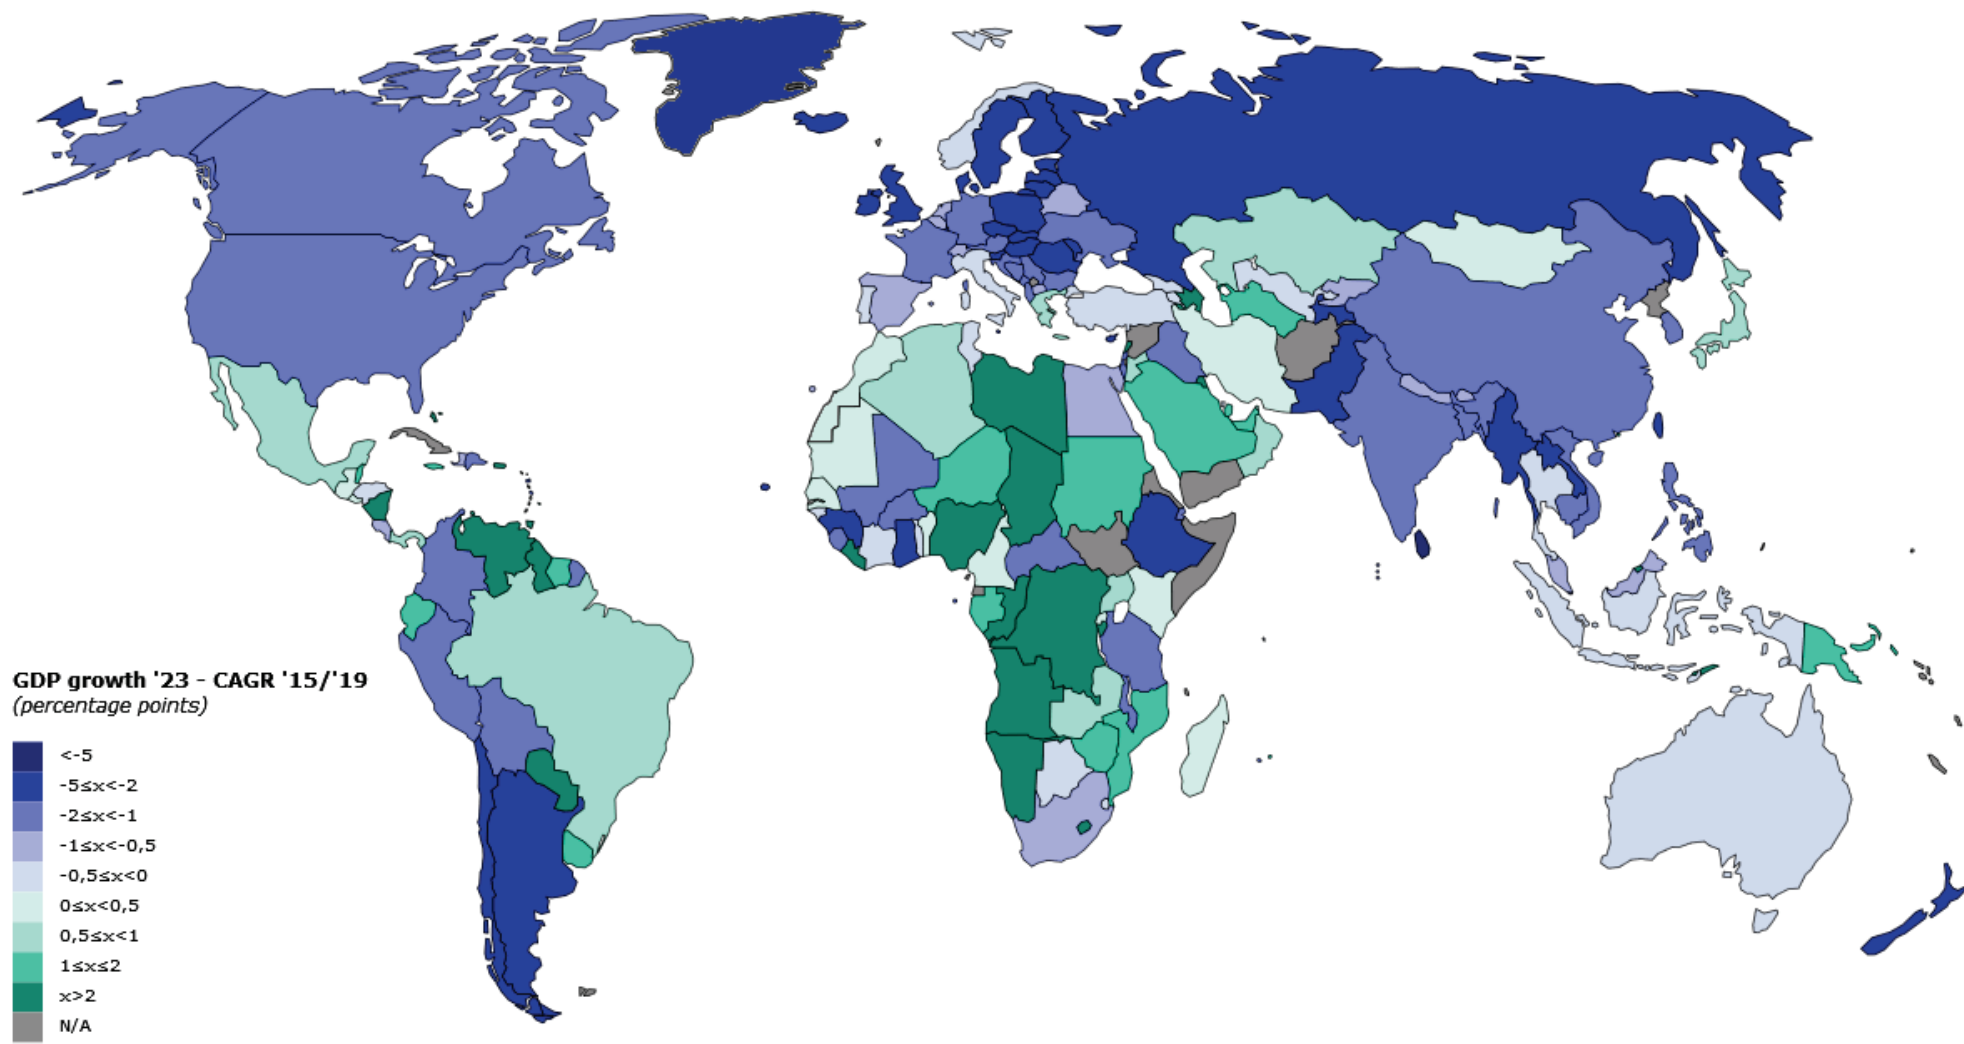 GDP growth '23 - CAGR '15/'19
(percentage points)
<-5
-5≤x<-2
-2≤x<-1
-1≤x<-0,5
-0,5≤x<0
0≤x<0,5
0,5≤x<1
1≤x≤2
x>2
N/A